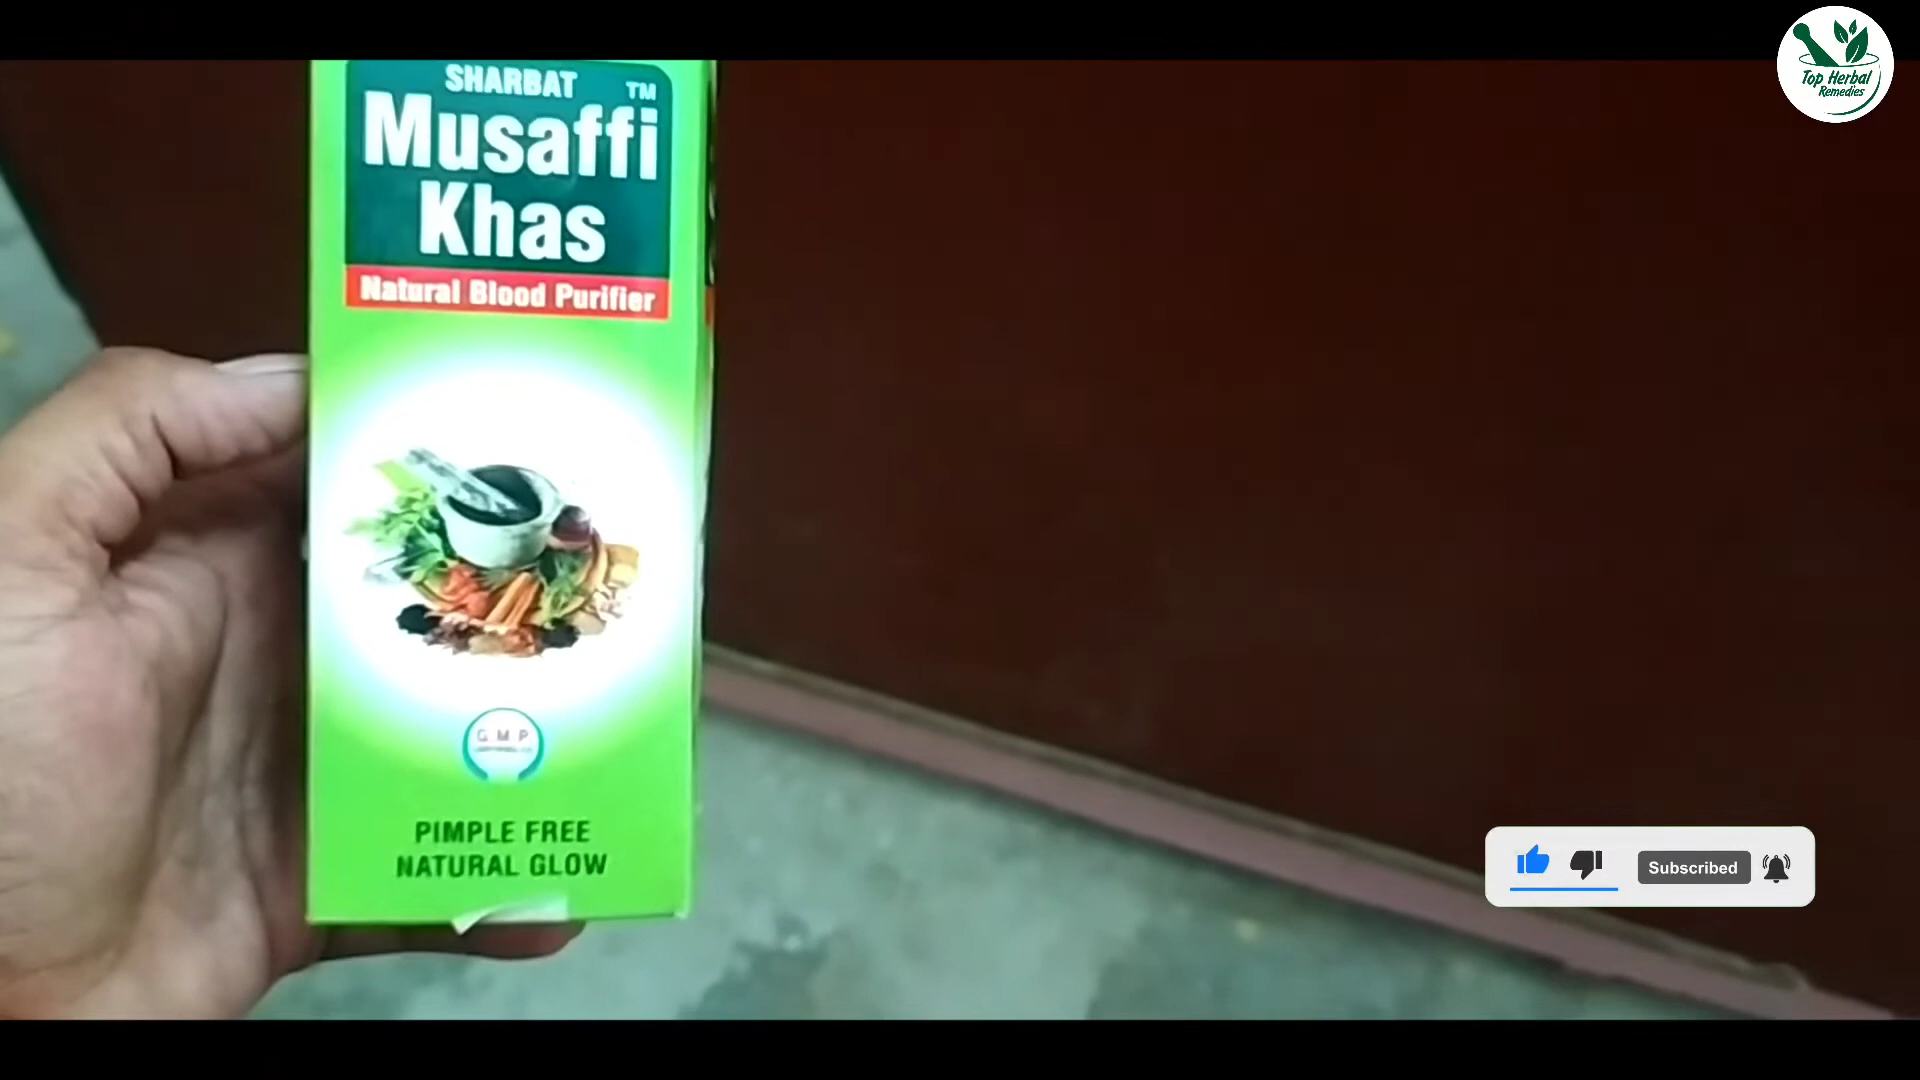 SHARBAT
TM
Musaffi
Khas
Natural Blood Purifier
G.M.P
PIMPLE FREE
NATURAL GLOW
Top Herbal
Remedies
Subscribed